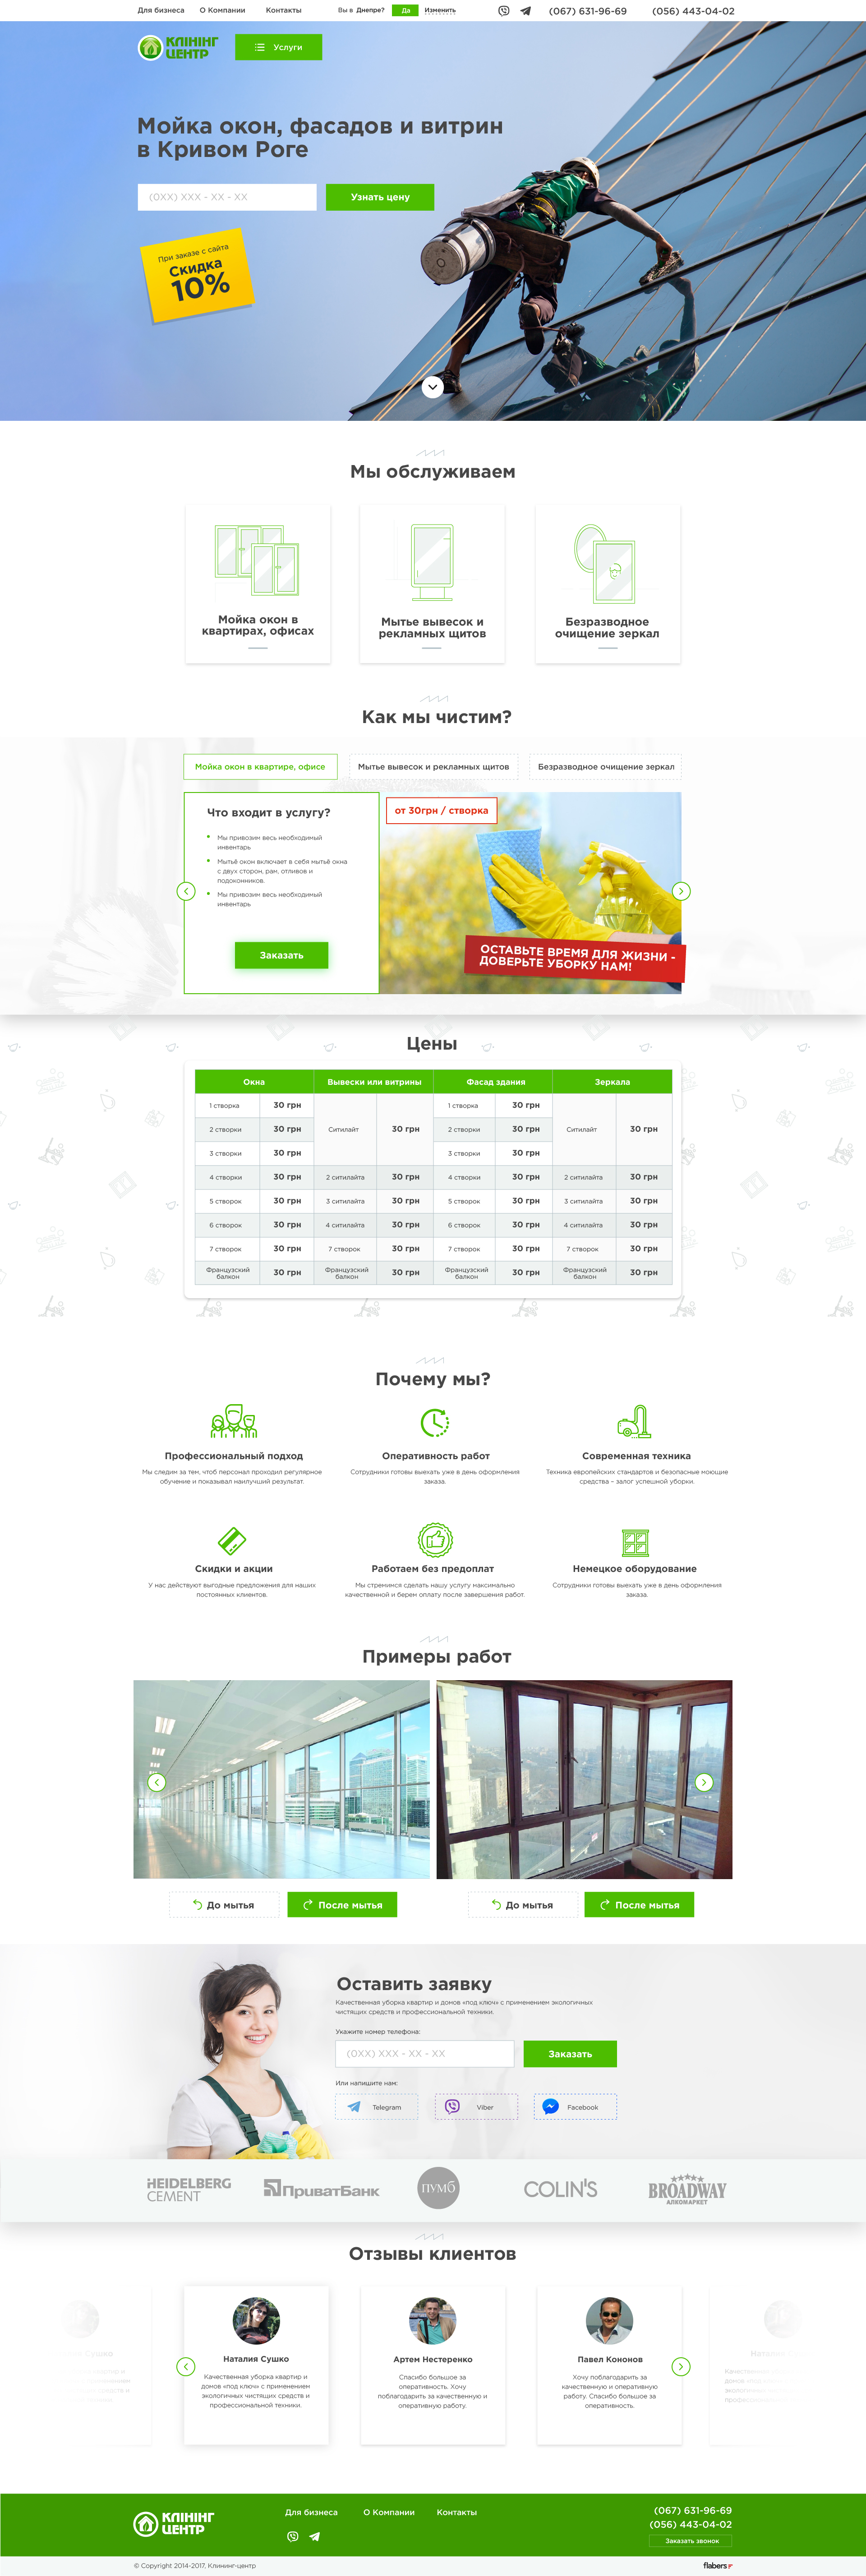 Для бизнеса О Компании Контакты Вы в Днепре? Да Изменить (067) 631-96-69 (056) 443-04-02
КЛІНІНГ
ЦЕНТР
Услуги
Мойка окон, фасадов и витрин
в Кривом Роге
(0XX) XXX - XX - XX
Узнать цену
При заказе с сайта
Скидка
10%
Мы обслуживаем
Мойка окон в
квартирах, офисах
Мытье вывесок и
рекламных щитов
Безразводное
очищение зеркал
Как мы чистим?
Мойка окон в квартире, офисе
Мытье вывесок и рекламных щитов
Безразводное очищение зеркал
Что входит в услугу?
Мы привозим весь необходимый
инвентарь
Мытьё окон включает в себя мытьё окна
с двух сторон, рам. отливов и
подоконников.
Мы привозим весь необходимый
инвентарь
Заказать
от 30грн / створка
ОСТАВЬТЕ ВРЕМЯ ДЛЯ ЖИЗНИ -
ДОВЕРЬТЕ УБОРКУ НАМ!
Цены
Окна Вывески или витрины Фасад здания Зеркала
1 створка 30 грн 1 створка 30 грн
2 створки 30 грн Ситилайт 30 грн 2 створки 30 грн Ситилайт 30 грн
3 створки 30 грн 3 створки 30 грн
4 створки 30 грн 2 ситилайта 30 грн 4 створки 30 грн 2 ситилайта 30 грн
5 створок 30 грн 3 ситилайта 30 грн 5 створок 30 грн 3 ситилайта 30 грн
6 створок 30 грн 4 ситилайта 30 грн 6 створок 30 грн 4 ситилайта 30 грн
7 створок 30 грн 7 створок 30 грн 7 створок 30 грн 7 створок 30 грн
Французский
балкон
30 грн
Французский
балкон
30 грн
Французский
балкон
30 грн
Французский
балкон
30 грн
Почему мы?
Профессиональный подход
Мы следим за тем, чтоб персонал проходил регулярное
обучение и показывал наилучший результат.
Оперативность работ
Сотрудники готовы выехать уже в день оформления
заказа.
Современная техника
Техника европейских стандартов и безопасные моющие
средства – залог успешной уборки.
Скидки и акции
У нас действуют выгодные предложения для наших
постоянных клиентов.
Работаем без предоплат
Мы стремимся сделать нашу услугу максимально
качественной и берем оплату после завершения работ.
Немецкое оборудование
Сотрудники готовы выехать уже в день оформления
заказа.
Примеры работ
До мытья
После мытья
До мытья
После мытья
Оставить заявку
Качественная уборка квартир и домов «под ключ» с применением экологичных
чистящих средств и профессиональной техники.
Укажите номер телефона:
(0XX) XXX - XX - XX
Заказать
Или напишите нам:
Telegram
Viber
Facebook
HEIDELBERG
CEMENT
ПриватБанк
ПУМБ
COLIN'S
BROADWAY
АЛКОМАРКЕТ
Отзывы клиентов
Наталия Сушко
Качественная уборка квартир и
домов «под ключ» с применением
экологичных чистящих средств и
профессиональной техники.
Артем Нестеренко
Спасибо большое за
оперативность. Хочу
поблагодарить за качественную и
оперативную работу.
Павел Кононов
Хочу поблагодарить за
качественную и оперативную
работу. Спасибо большое за
оперативность.
КЛІНІНГ
ЦЕНТР
Для бизнеса О Компании Контакты
(067) 631-96-69
(056) 443-04-02
Заказать звонок
© Copyright 2014-2017, Клининг-центр
flabers